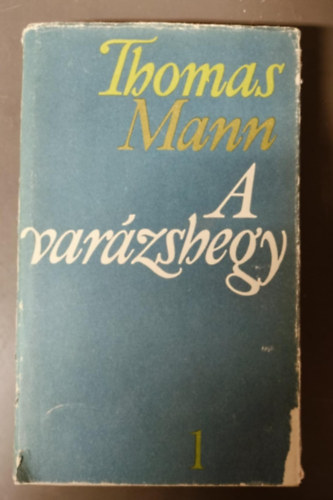 Thomas
Mann
A
varázshegy
1